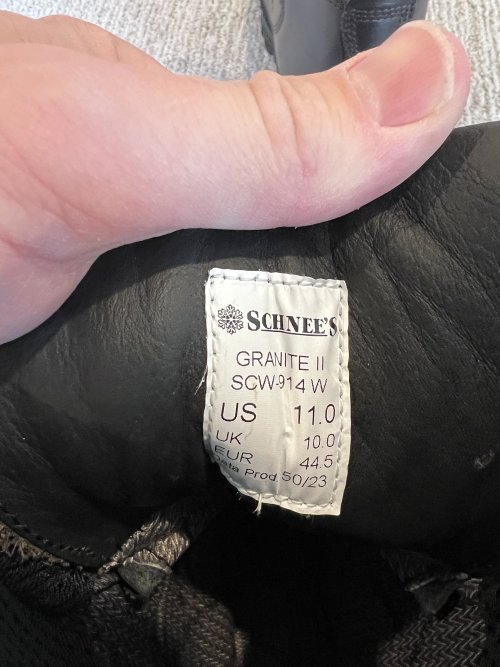 SCHNEE'S
GRANITE II
SCW-914 W
US 11.0
UK 10.0
EUR 44.5
Prod. 50/23